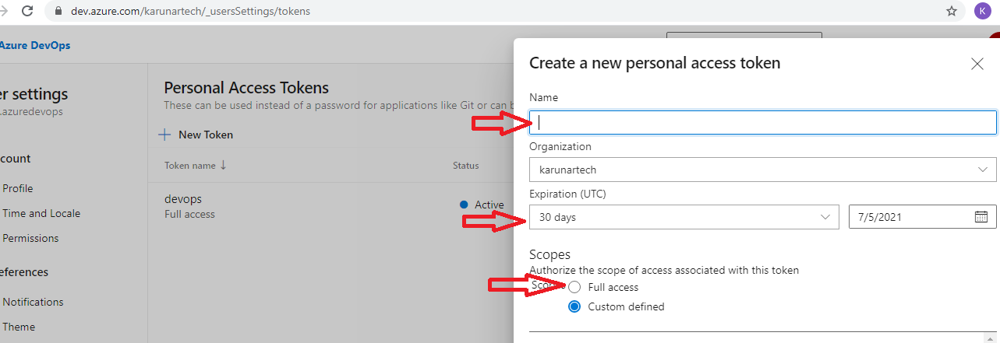 dev.azure.com/karunartech/_usersSettings/tokens
K
Azure DevOps
Create a new personal access token
er settings
.azuredevops
Personal Access Tokens
These can be used instead of a password for applications like Git or can b
Name
New Token
Organization
karunartech
count
Token name
Status
Profile
Expiration (UTC)
devops
Full access
Active
30 days
7/5/2021
Time and Locale
Permissions
Scopes
Authorize the scope of access associated with this token
eferences
Full access
Notifications
Custom defined
Theme